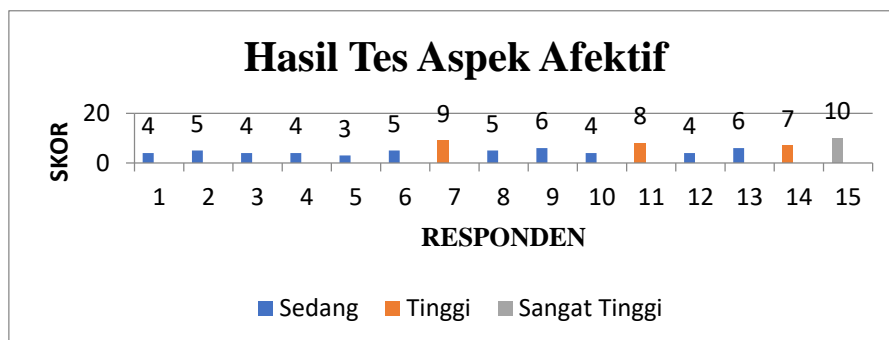 Hasil Tes Aspek Afektif
SKOR
20
0
4 5 4 4 3 5 9 5 6 4 8 4 6 7 10
1 2 3 4 5 6 7 8 9 10 11 12 13 14 15
RESPONDEN
Sedang Tinggi Sangat Tinggi